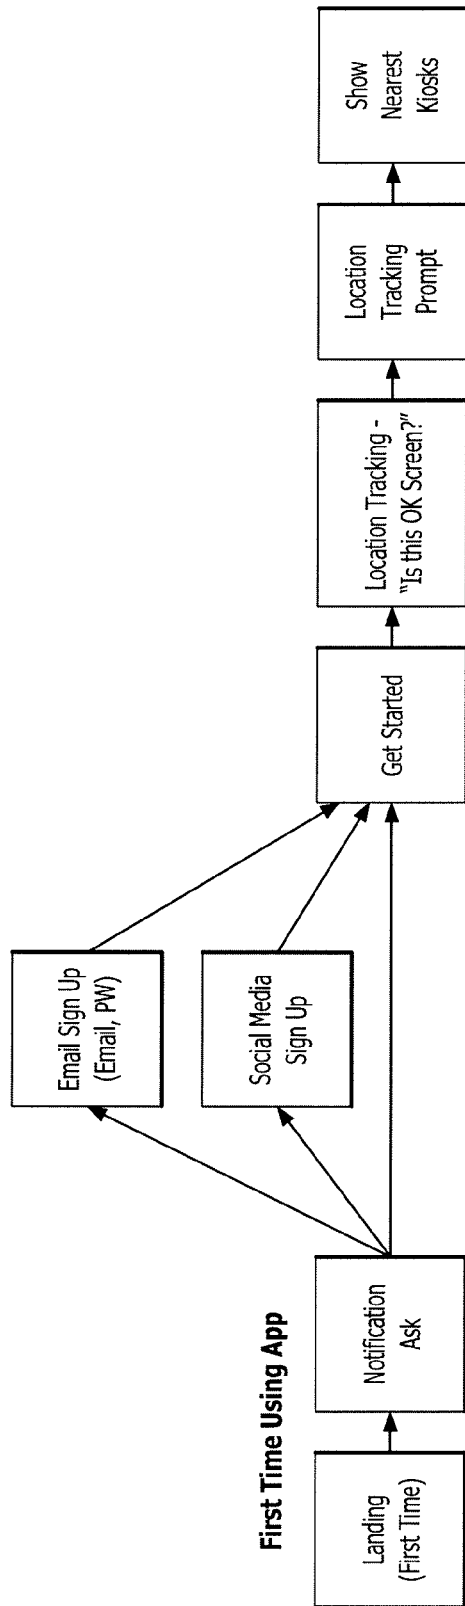 First Time Using App
Landing
(First Time)
Notification
Ask
Email Sign Up
(Email, PW)
Social Media
Sign Up
Get Started
Location Tracking -
“Is this OK Screen?”
Location
Tracking
Prompt
Show
Nearest
Kiosks